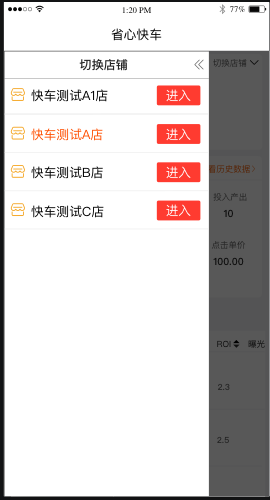 1:20 PM
77%
省心快车
切换店铺
切换店铺
快车测试A1店 进入
快车测试A店 进入
快车测试B店 进入
快车测试C店 进入
历史数据
投入产出
10
点击单价
100.00
ROI 曝光
2.3
2.5